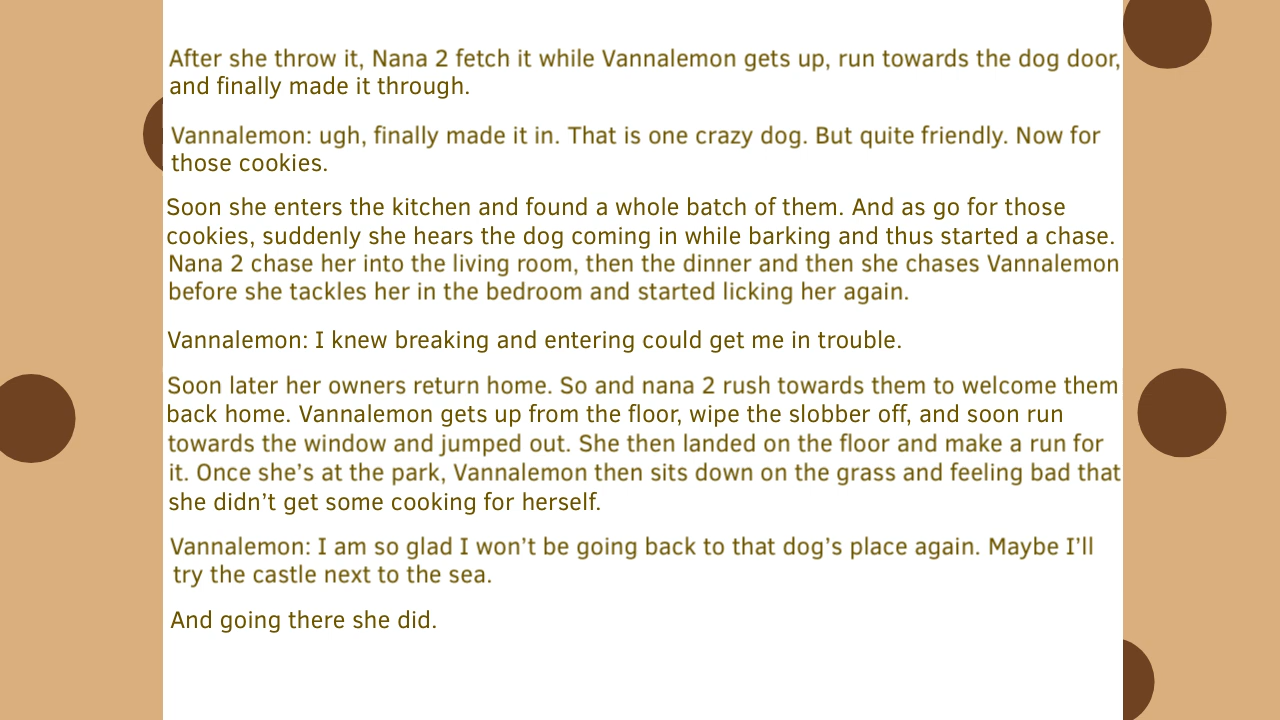 After she throw it, Nana 2 fetch it while Vannalemon gets up, run towards the dog door,
and finally made it through.
Vannalemon: ugh, finally made it in. That is one crazy dog. But quite friendly. Now for
those cookies.
Soon she enters the kitchen and found a whole batch of them. And as go for those
cookies, suddenly she hears the dog coming in while barking and thus started a chase.
Nana 2 chase her into the living room, then the dinner and then she chases Vannalemon
before she tackles her in the bedroom and started licking her again.
Vannalemon: I knew breaking and entering could get me in trouble.
Soon later her owners return home. So and nana 2 rush towards them to welcome them
back home. Vannalemon gets up from the floor, wipe the slobber off, and soon run
towards the window and jumped out. She then landed on the floor and make a run for
it. Once she’s at the park, Vannalemon then sits down on the grass and feeling bad that
she didn’t get some cooking for herself.
Vannalemon: I am so glad I won’t be going back to that dog’s place again. Maybe I’ll
try the castle next to the sea.
And going there she did.